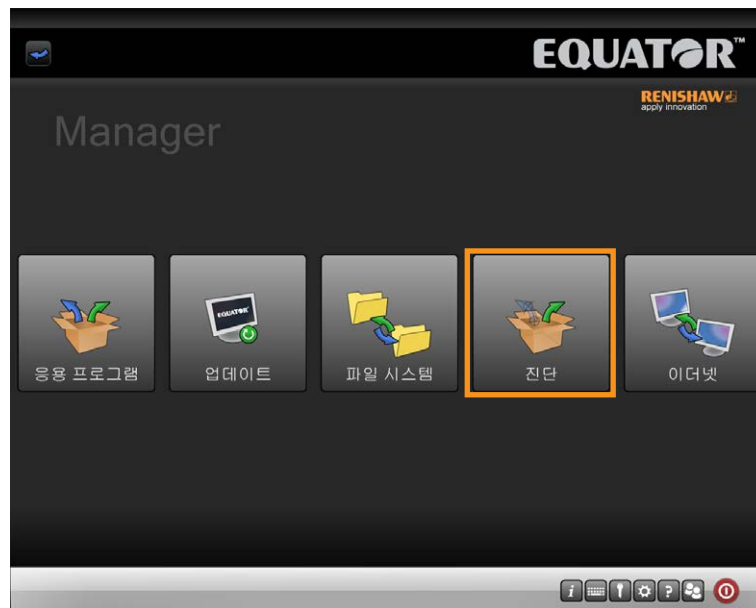 EQUATOR™
RENISHAW
apply innovation
Manager
응용 프로그램
EQUATOR
업데이트
파일 시스템
진단
이더넷